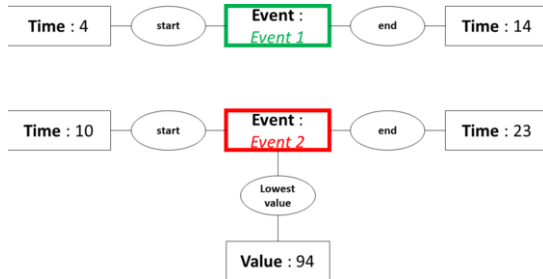 Time : 4
start
Event :
Event 1
end
Time : 14
Time : 10
start
Event :
Event 2
end
Time : 23
Lowest
value
Value : 94